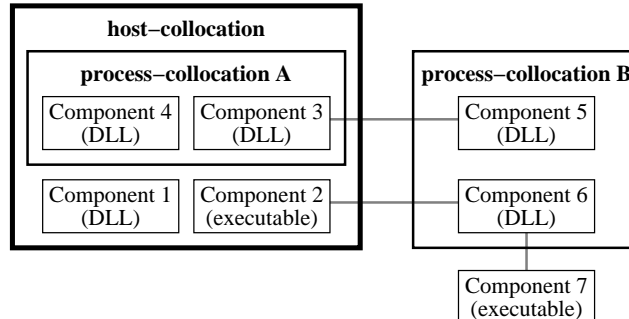 host−collocation
process−collocation A
process−collocation B
Component 4
(DLL)
Component 3
(DLL)
Component 5
(DLL)
Component 1
(DLL)
Component 2
(executable)
Component 6
(DLL)
Component 7
(executable)